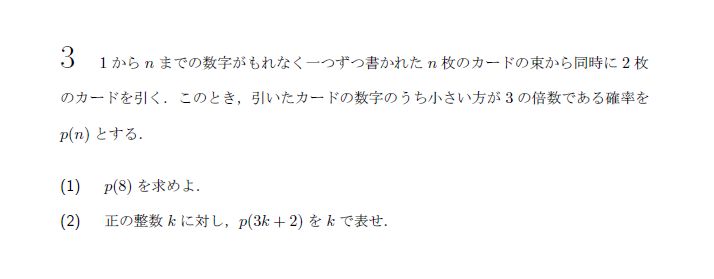 3 1 から n までの数字がもれなく一つずつ書かれた n 枚のカードの束から同時に 2 枚
のカードを引く．このとき，引いたカードの数字のうち小さい方が 3 の倍数である確率を
p(n) とする．
(1) p(8) を求めよ．
(2) 正の整数 k に対し，p(3k + 2) を k で表せ．